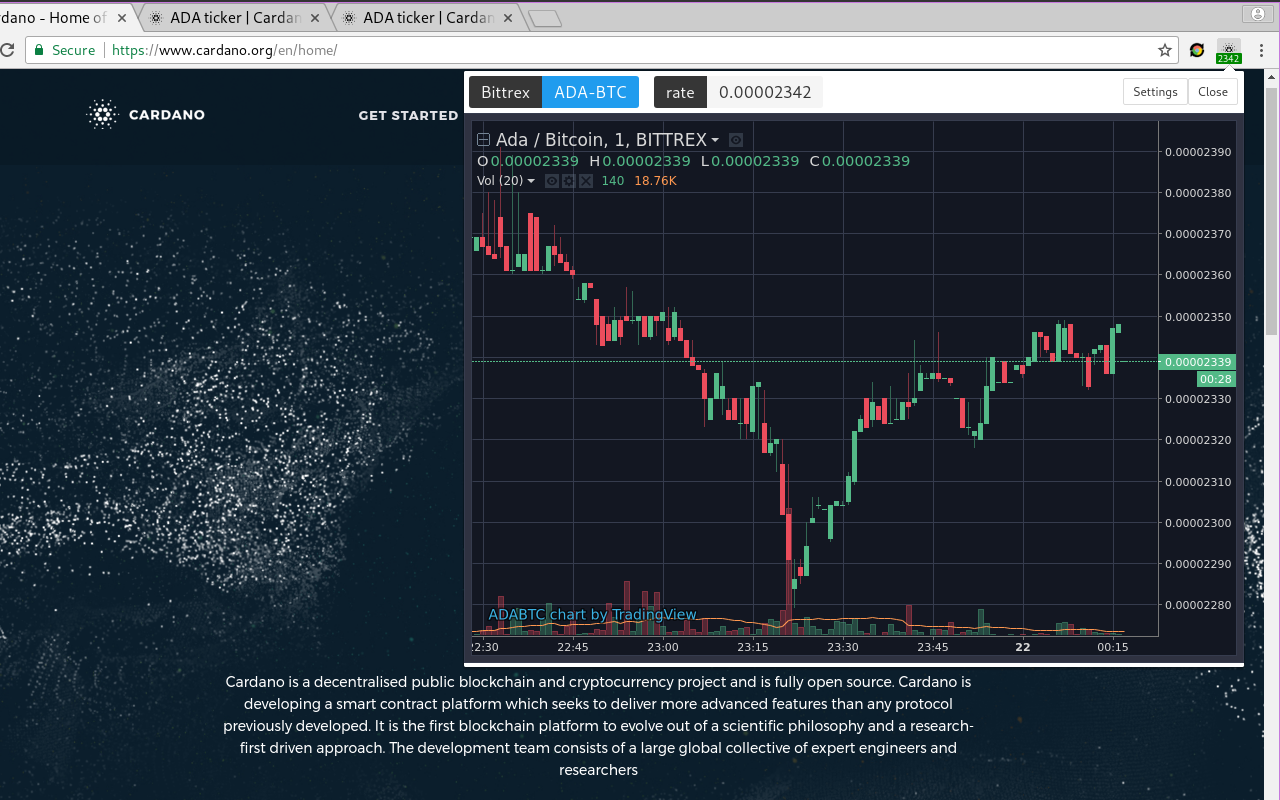 rdano - Home of
ADA ticker | Cardan
ADA ticker | Cardan
Secure
https://www.cardano.org/en/home/
2342
CARDANO
GET STARTED
Bittrex ADA-BTC rate 0.00002342 Settings Close
Ada / Bitcoin, 1, BITTREX
O0.00002339 H0.00002339 L0.00002339 C0.00002339
Vol (20) 140 18.76K
0.00002390
0.00002380
0.00002370
0.00002360
0.00002350
0.00002339
00:28
0.00002330
0.00002320
0.00002310
0.00002300
0.00002290
0.00002280
ADABTC chart by TradingView
22:30 22:45 23:00 23:15 23:30 23:45 22 00:15
Cardano is a decentralised public blockchain and cryptocurrency project and is fully open source. Cardano is
developing a smart contract platform which seeks to deliver more advanced features than any protocol
previously developed. It is the first blockchain platform to evolve out of a scientific philosophy and a research-
first driven approach. The development team consists of a large global collective of expert engineers and
researchers